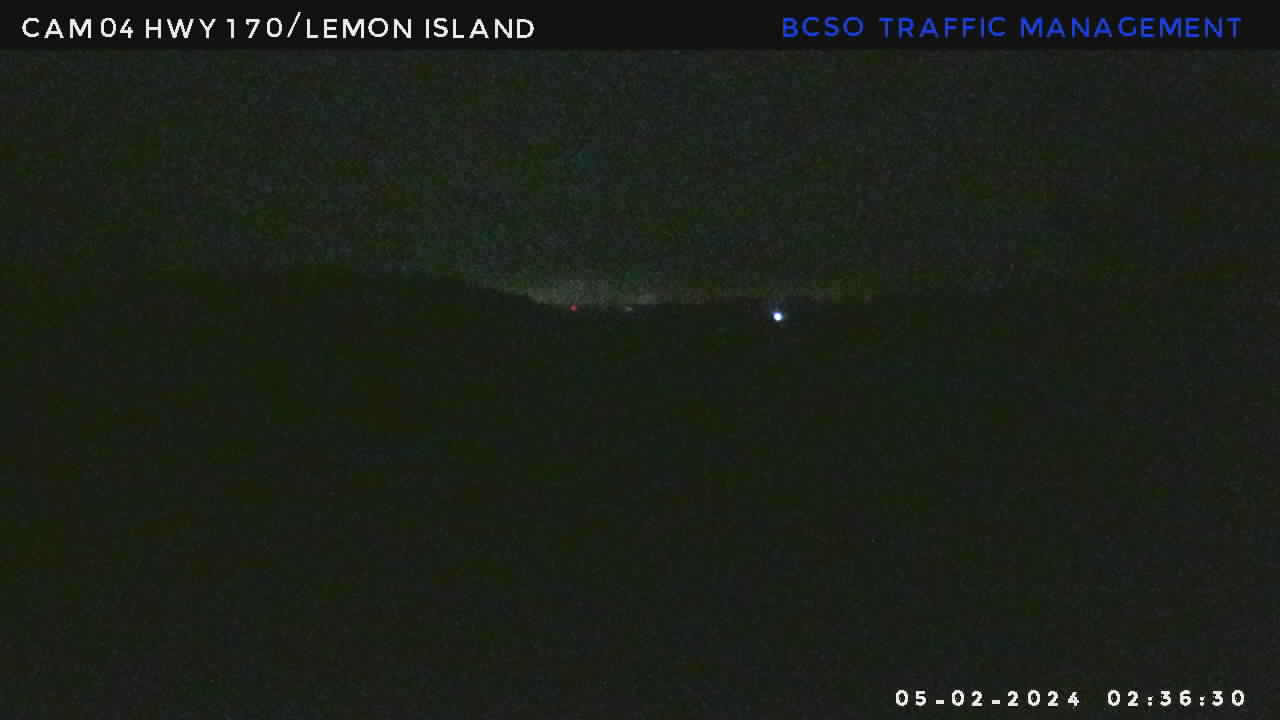 CAM 04 HWY 170/LEMON ISLAND
BCSO TRAFFIC MANAGEMENT
05-02-2024 02:36:30